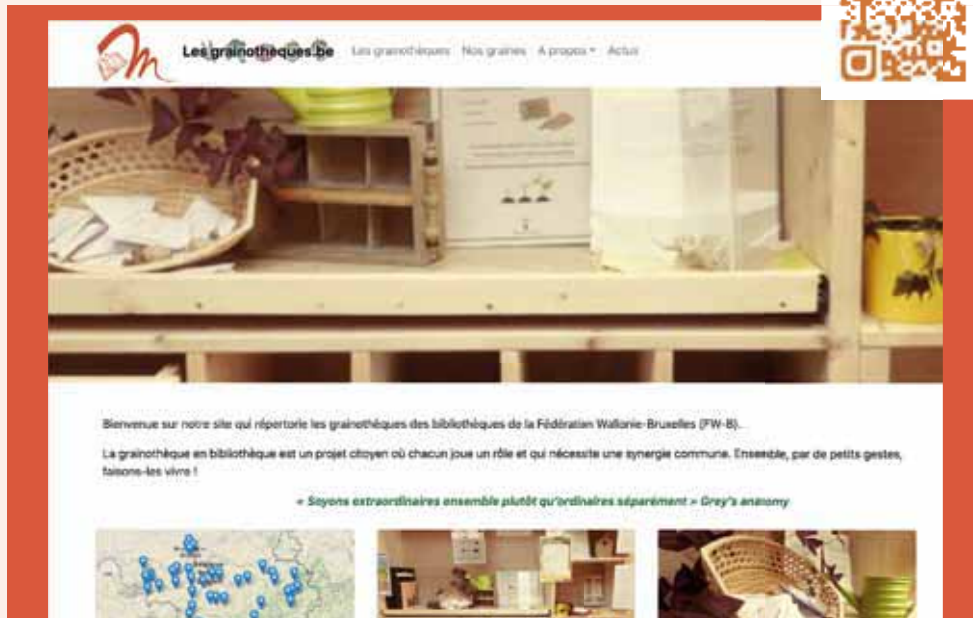 Les grainothèques.be
Les grainothèques Nos graines A propos Actus
Bienvenue sur notre site qui répertorie les grainothèques des bibliothèques de la Fédération Wallonie-Bruxelles (FW-B).
La grainothèque en bibliothèque est un projet citoyen où chacun joue un rôle et qui nécessite une synergie commune. Ensemble, par de petits gestes,
faisons-les vivre !
« Soyons extraordinaires ensemble plutôt qu'ordinaires séparément » Grey's anatomy